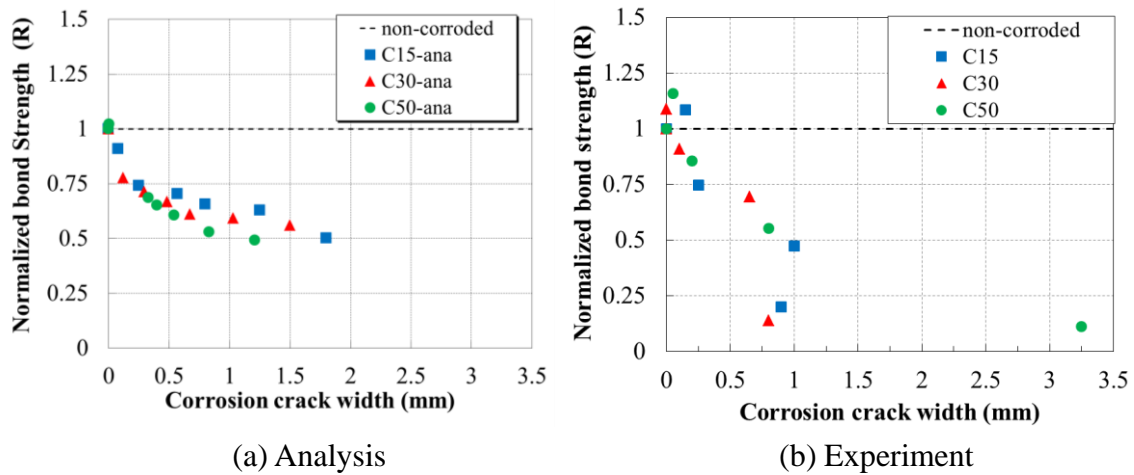 Normalized bond Strength (R)
1.5
1.25
1
0.75
0.5
0.25
0
non-corroded
C15-ana
C30-ana
C50-ana
0 0.5 1 1.5 2 2.5 3 3.5
Corrosion crack width (mm)
(a) Analysis
Normalized bond strength (R)
1.5
1.25
1
0.75
0.5
0.25
0
non-corroded
C15
C30
C50
0 0.5 1 1.5 2 2.5 3 3.5
Corrosion crack width (mm)
(b) Experiment